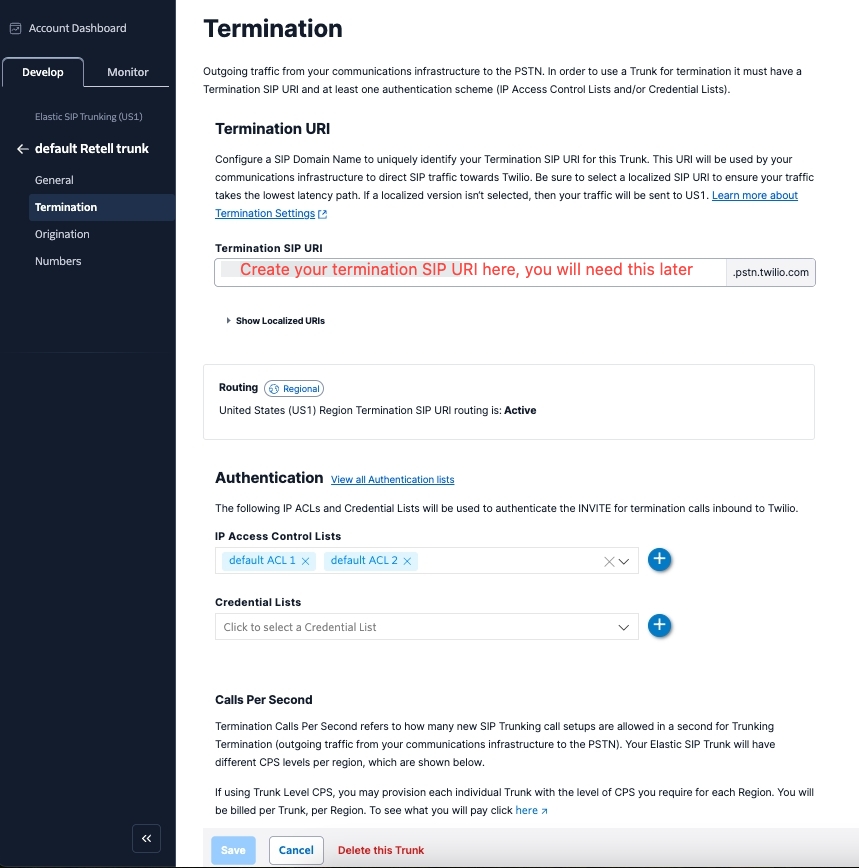 Account Dashboard
Develop
Monitor
Elastic SIP Trunking (US1)
default Retell trunk
General
Termination
Origination
Numbers
Termination
Outgoing traffic from your communications infrastructure to the PSTN. In order to use a Trunk for termination it must have a
Termination SIP URI and at least one authentication scheme (IP Access Control Lists and/or Credential Lists).
Termination URI
Configure a SIP Domain Name to uniquely identify your Termination SIP URI for this Trunk. This URI will be used by your
communications infrastructure to direct SIP traffic towards Twilio. Be sure to select a localized SIP URI to ensure your traffic
takes the lowest latency path. If a localized version isn't selected, then your traffic will be sent to US1. Learn more about
Termination Settings
Termination SIP URI
Create your termination SIP URI here, you will need this later
.pstn.twilio.com
Show Localized URIs
Routing Regional
United States (US1) Region Termination SIP URI routing is: Active
Authentication View all Authentication lists
The following IP ACLs and Credential Lists will be used to authenticate the INVITE for termination calls inbound to Twilio.
IP Access Control Lists
default ACL 1 default ACL 2
Credential Lists
Click to select a Credential List
Calls Per Second
Termination Calls Per Second refers to how many new SIP Trunking call setups are allowed in a second for Trunking
Termination (outgoing traffic from your communications infrastructure to the PSTN). Your Elastic SIP Trunk will have
different CPS levels per region, which are shown below.
If using Trunk Level CPS, you may provision each individual Trunk with the level of CPS you require for each Region. You will
be billed per Trunk, per Region. To see what you will pay click here
Save
Cancel
Delete this Trunk